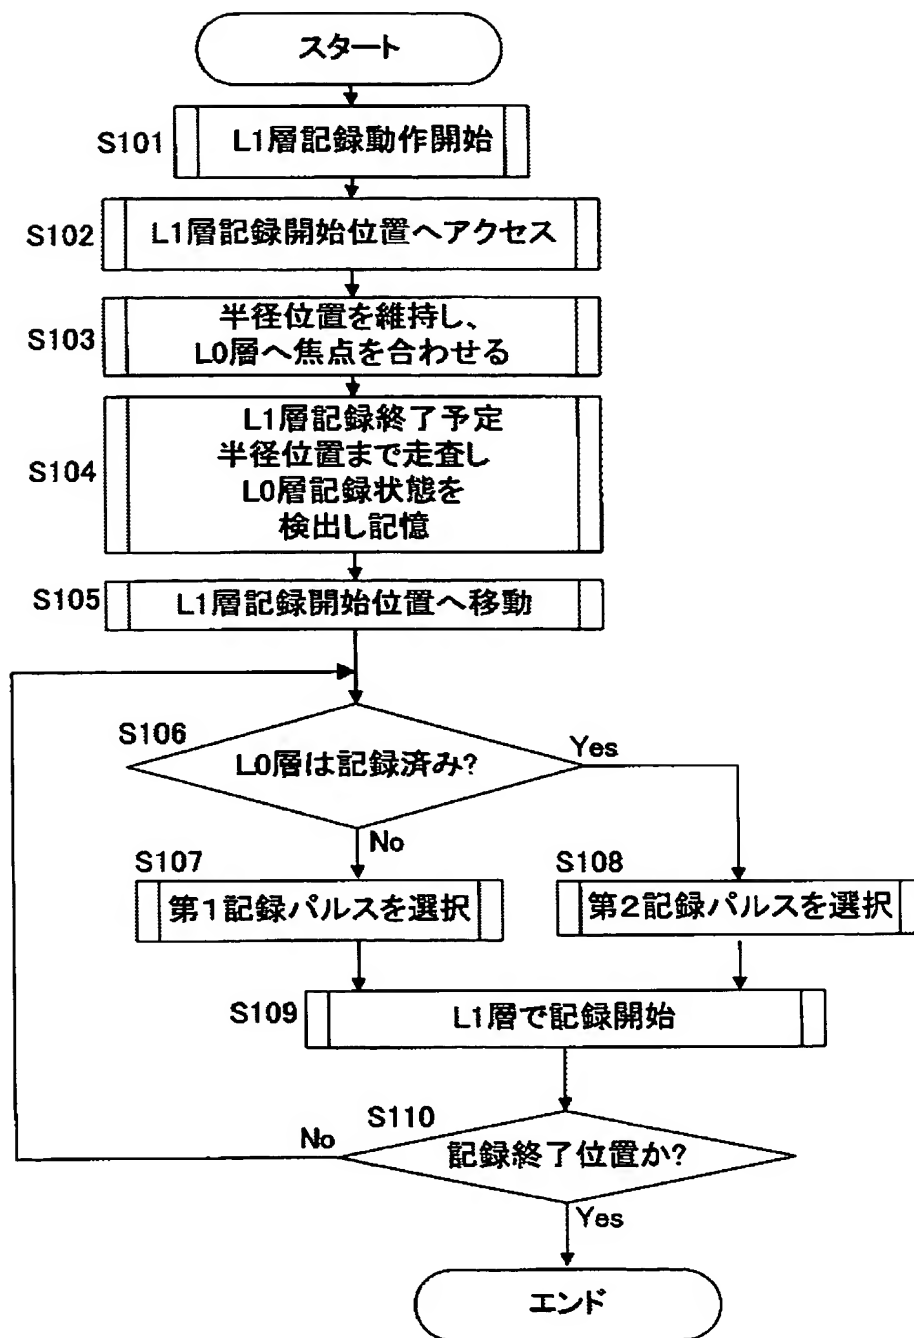 スタート
S101
L1層記録動作開始
S102
L1層記録開始位置へアクセス
S103
半径位置を維持し、
L0層へ焦点を合わせる
S104
L1層記録終了予定
半径位置まで走査し
L0層記録状態を
検出し記憶
S105
L1層記録開始位置へ移動
S106
L0層は記録済み?
Yes
No
S107
第1記録パルスを選択
S108
第2記録パルスを選択
S109
L1層で記録開始
S110
記録終了位置か?
No
Yes
エンド